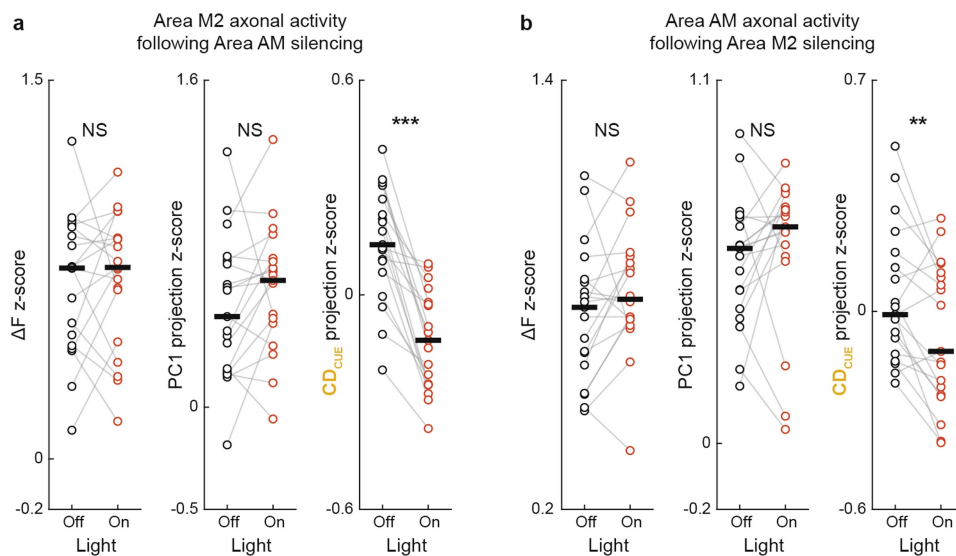 a
Area M2 axonal activity
following Area AM silencing
1.5
0
-0.2
ΔF z-score
NS
Off On
Light
1.6
0
-0.5
PC1 projection z-score
NS
Off On
Light
0.6
0
-0.6
CD_CUE projection z-score
***
Off On
Light
b
Area AM axonal activity
following Area M2 silencing
1.4
0.2
ΔF z-score
NS
Off On
Light
1.1
0
-0.2
PC1 projection z-score
NS
Off On
Light
0.7
0
-0.6
CD_CUE projection z-score
**
Off On
Light